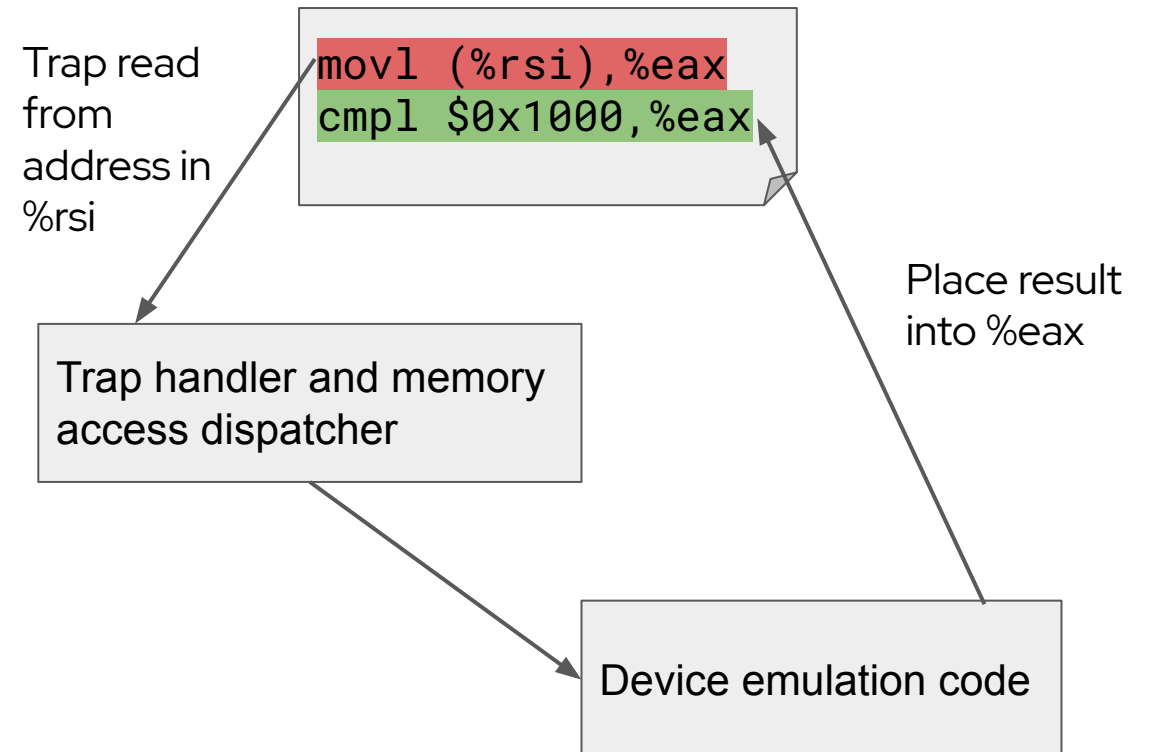 Trap read
from
address in
%rsi
movl (%rsi),%eax
cmpl $0x1000,%eax
Place result
into %eax
Trap handler and memory
access dispatcher
Device emulation code